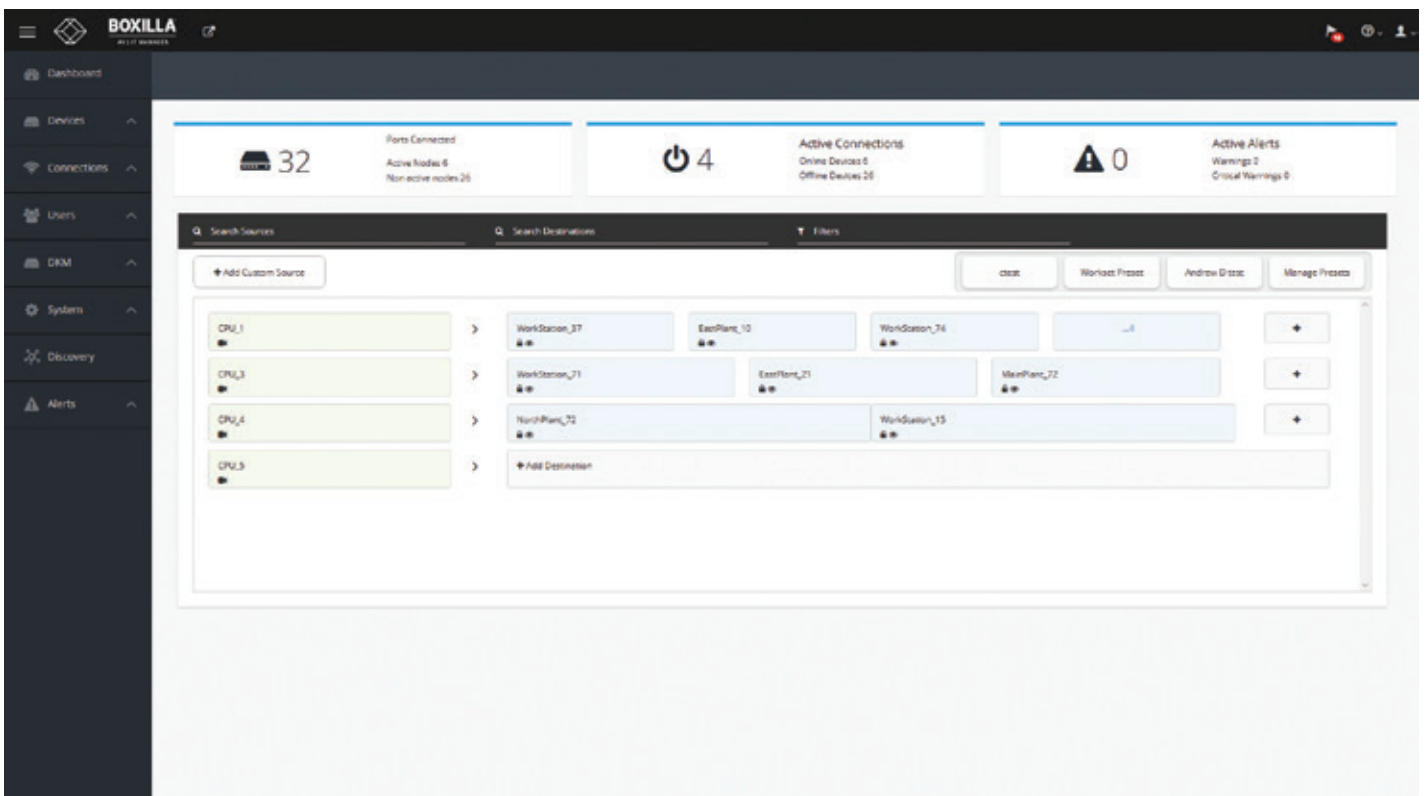 BOXILLA
Dashboard
Devices
Connections
Users
DKM
System
Discovery
Alerts
32
Ports Connected
Active Nodes 6
Non active nodes 26
4
Active Connections
Online Devices 6
Offline Devices 26
0
Active Alerts
Warnings 0
Critical Warnings 0
Search Sources
Search Destinations
Filters
Add Custom Source
ctest
Workset Preset
Manage Presets
CPU_1
WorkStation_37
EastPlant_10
WorkStation_74
CPU_3
WorkStation_71
EastPlant_21
MainPlant_72
CPU_4
NorthPlant_72
WorkStation_15
CPU_5
Add Destination